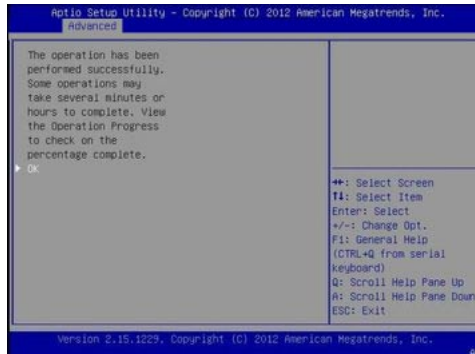 Aptio Setup Utility - Copyright (C) 2012 American Megatrends, Inc.
Advanced
The operation has been
performed successfully.
Some operations may
take several minutes or
hours to complete. View
the Operation Progress
to check on the
percentage complete.
OK
→←: Select Screen
↑↓: Select Item
Enter: Select
+/-: Change Opt.
F1: General Help
(CTRL+Q from serial
keyboard)
Q: Scroll Help Pane Up
A: Scroll Help Pane Down
ESC: Exit
Version 2.15.1229. Copyright (C) 2012 American Megatrends, Inc.